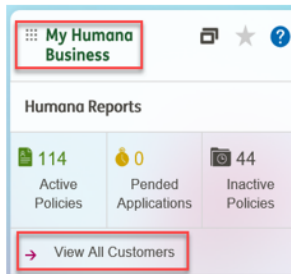 My Humana
Business
?
Humana Reports
114
Active
Policies
0
Pended
Applications
44
Inactive
Policies
View All Customers